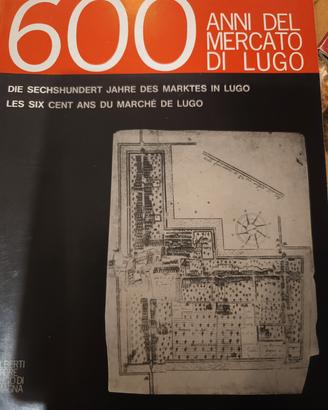 600
ANNI DEL
MERCATO
DI LUGO
DIE SECHSHUNDERT JAHRE DES MARKTES IN LUGO
LES SIX CENT ANS DU MARCHÉ DE LUGO